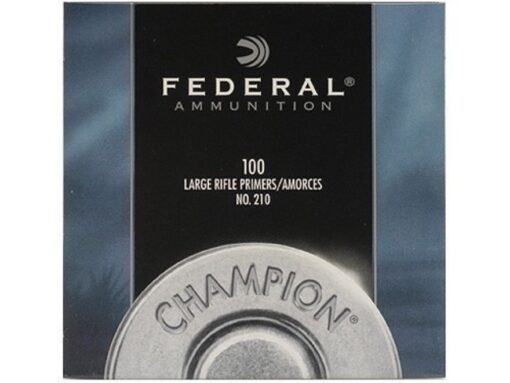 FEDERAL®
AMMUNITION
100
LARGE RIFLE PRIMERS/AMORCES
NO. 210
CHAMPION